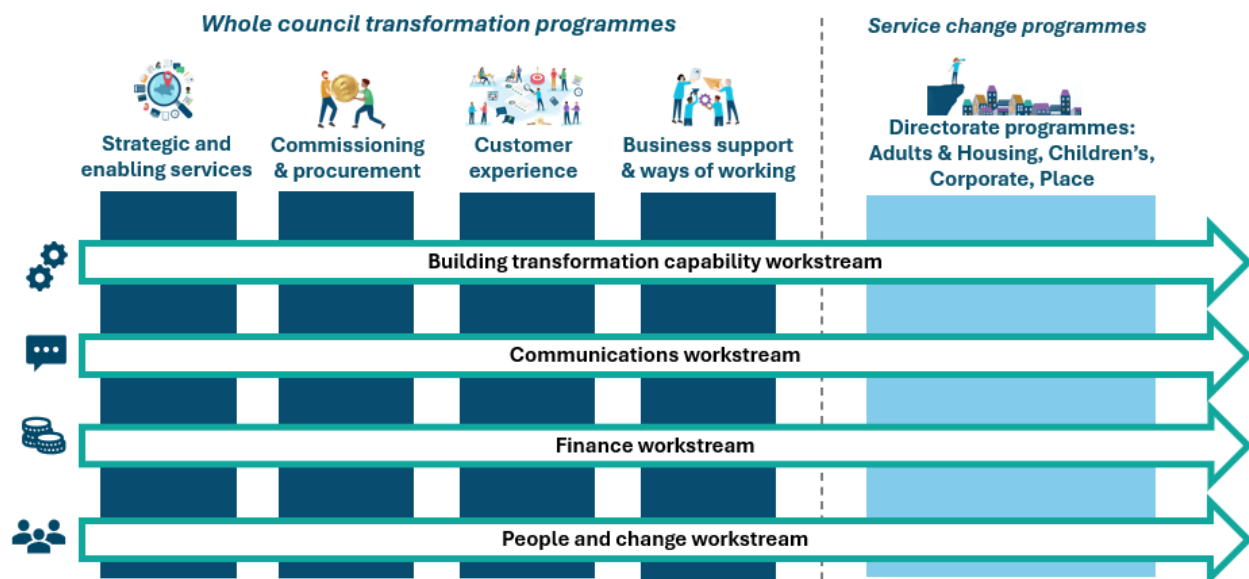 Whole council transformation programmes
Service change programmes
Strategic and
enabling services
Commissioning
& procurement
Customer
experience
Business support
& ways of working
Directorate programmes:
Adults & Housing, Children's,
Corporate, Place
Building transformation capability workstream
Communications workstream
Finance workstream
People and change workstream